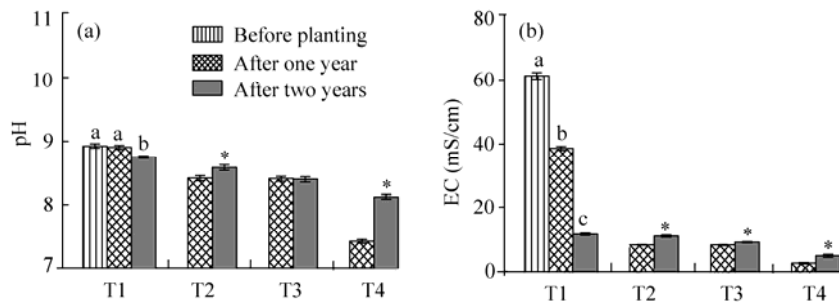 (a)
Before planting
After one year
After two years
pH
11
10
9
8
7
a a b
*
*
T1 T2 T3 T4
(b)
EC (mS/cm)
80
60
40
20
0
a
b
c
*
*
*
T1 T2 T3 T4